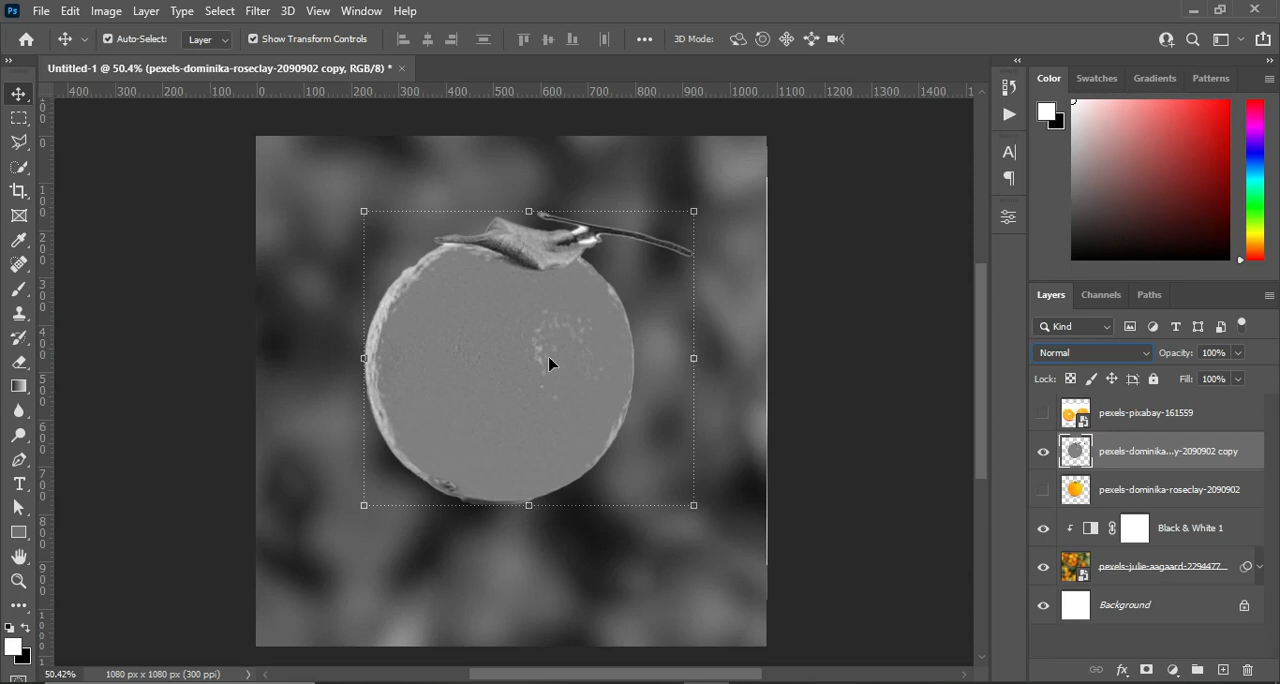 Ps File Edit Image Layer Type Select Filter 3D View Window Help
Auto-Select: Layer Show Transform Controls 3D Mode:
Untitled-1 @ 50.4% (pexels-dominika-roseclay-2090902 copy, RGB/8) *
400 300 200 100 0 100 200 300 400 500 600 700 800 900 1000 1100 1200 1300 1400
Color Swatches Gradients Patterns
Layers Channels Paths
Kind
Normal Opacity: 100%
Lock: Fill: 100%
pexels-pixabay-161559
pexels-dominika...y-2090902 copy
pexels-dominika-roseclay-2090902
Black & White 1
pexels-julie-aagaard-2294477
Background
50.42% 1080 px x 1080 px (300 ppi)